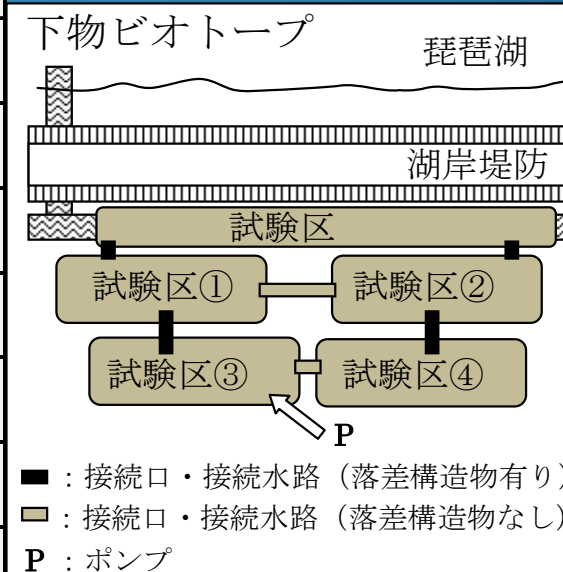 下物ビオトープ
琵琶湖
湖岸堤防
試験区
試験区①
試験区②
試験区③
試験区④
P
：接続口・接続水路（落差構造物有り）
：接続口・接続水路（落差構造物なし）
P ：ポンプ